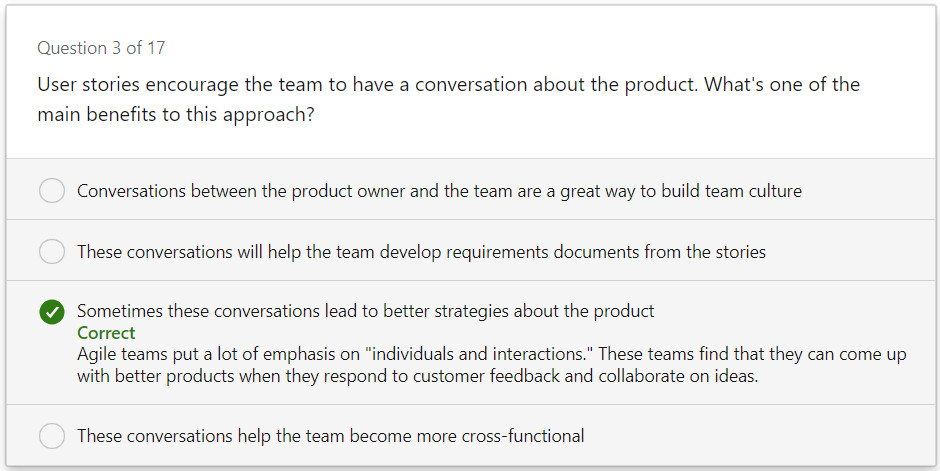 Question 3 of 17
User stories encourage the team to have a conversation about the product. What's one of the
main benefits to this approach?
Conversations between the product owner and the team are a great way to build team culture
These conversations will help the team develop requirements documents from the stories
Sometimes these conversations lead to better strategies about the product
Correct
Agile teams put a lot of emphasis on "individuals and interactions." These teams find that they can come up
with better products when they respond to customer feedback and collaborate on ideas.
These conversations help the team become more cross-functional